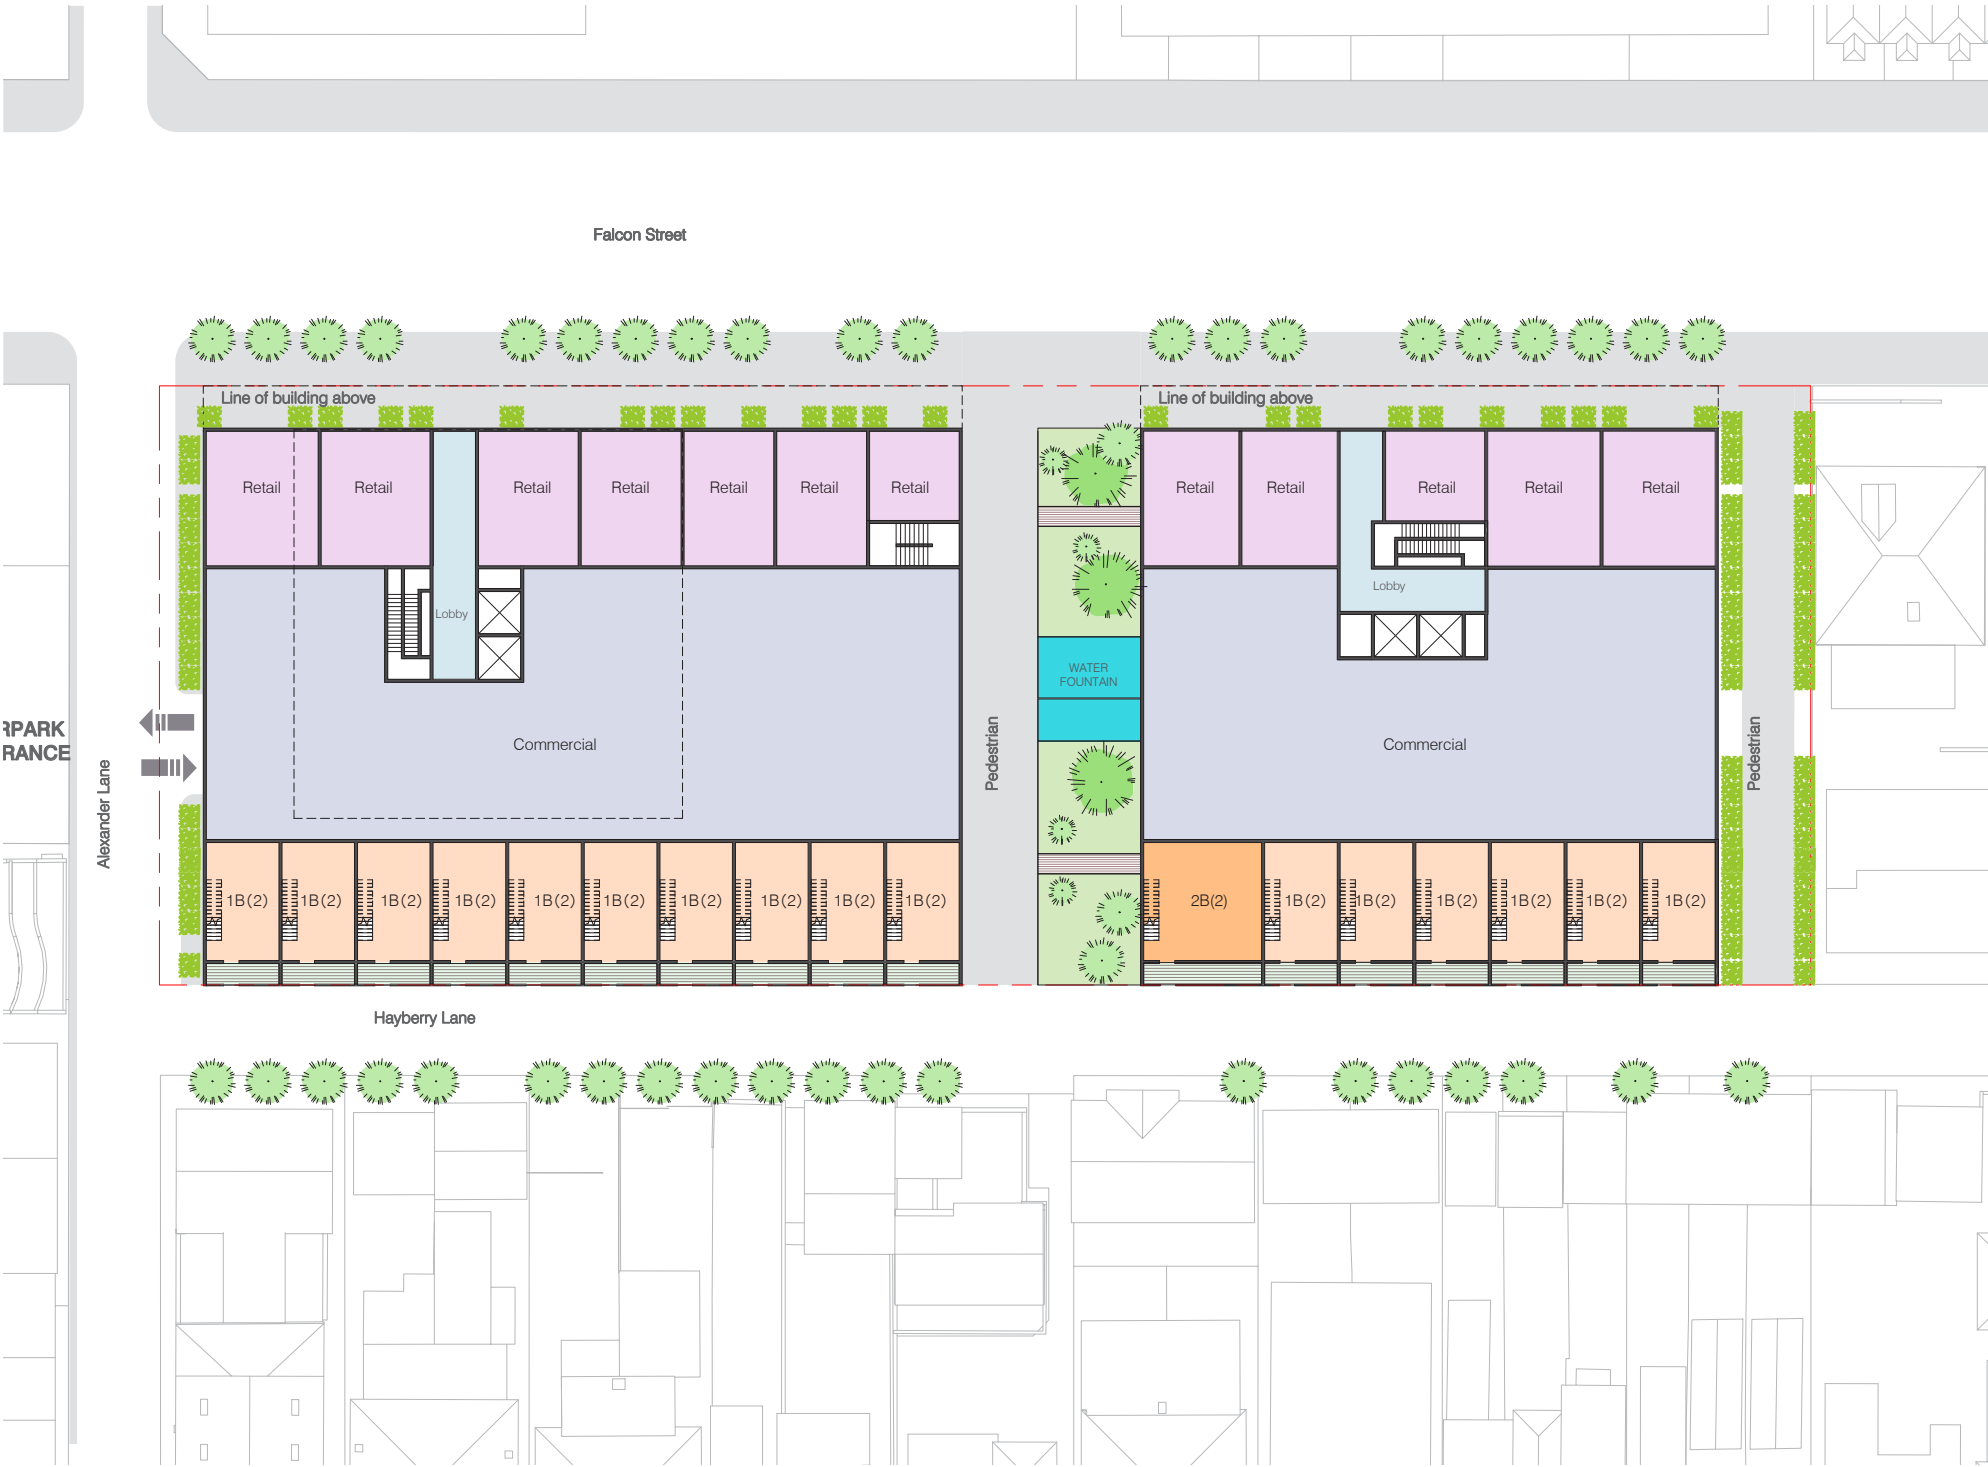 Falcon Street
Line of building above
Line of building above
Retail
Retail
Retail
Retail
Retail
Retail
Retail
Retail
Retail
Retail
Retail
Retail
Lobby
Lobby
WATER
FOUNTAIN
RPARK
RANCE
Alexander Lane
Commercial
Pedestrian
Commercial
Pedestrian
1B(2)
1B(2)
1B(2)
1B(2)
1B(2)
1B(2)
1B(2)
1B(2)
1B(2)
1B(2)
2B(2)
1B(2)
1B(2)
1B(2)
1B(2)
1B(2)
1B(2)
Hayberry Lane